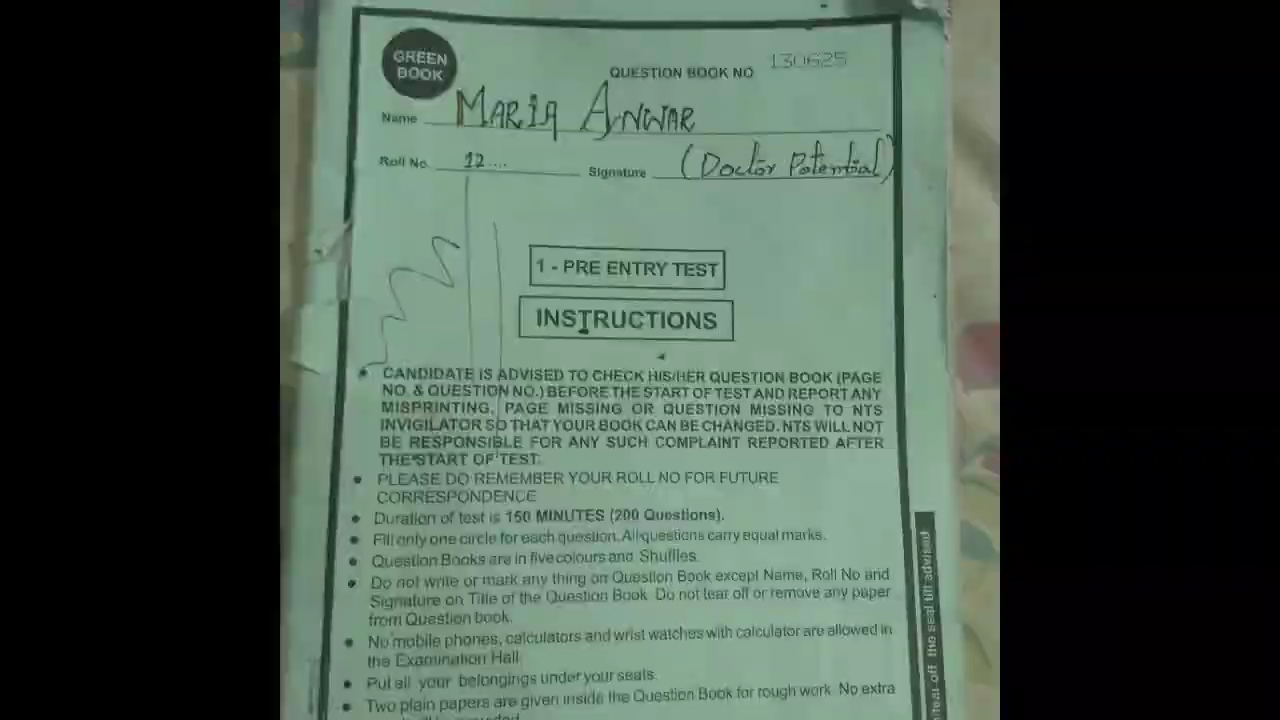 GREEN
BOOK
QUESTION BOOK NO 130625
Name MARIA ANWAR
Roll No. 12.... Signature (Doctor Potential)
1 - PRE ENTRY TEST
INSTRUCTIONS
CANDIDATE IS ADVISED TO CHECK HIS/HER QUESTION BOOK (PAGE
NO. & QUESTION NO.) BEFORE THE START OF TEST AND REPORT ANY
MISPRINTING, PAGE MISSING OR QUESTION MISSING TO NTS
INVIGILATOR SO THAT YOUR BOOK CAN BE CHANGED. NTS WILL NOT
BE RESPONSIBLE FOR ANY SUCH COMPLAINT REPORTED AFTER
THE START OF TEST.
PLEASE DO REMEMBER YOUR ROLL NO FOR FUTURE
CORRESPONDENCE
Duration of test is 150 MINUTES (200 Questions).
Fill only one circle for each question. All questions carry equal marks.
Question Books are in five colours and Shuffles.
Do not write or mark any thing on Question Book except Name, Roll No and
Signature on Title of the Question Book. Do not tear off or remove any paper
from Question book.
No mobile phones, calculators and wrist watches with calculator are allowed in
the Examination Hall.
Put all your belongings under your seats.
Two plain papers are given inside the Question Book for rough work. No extra
tear off the seal till advised